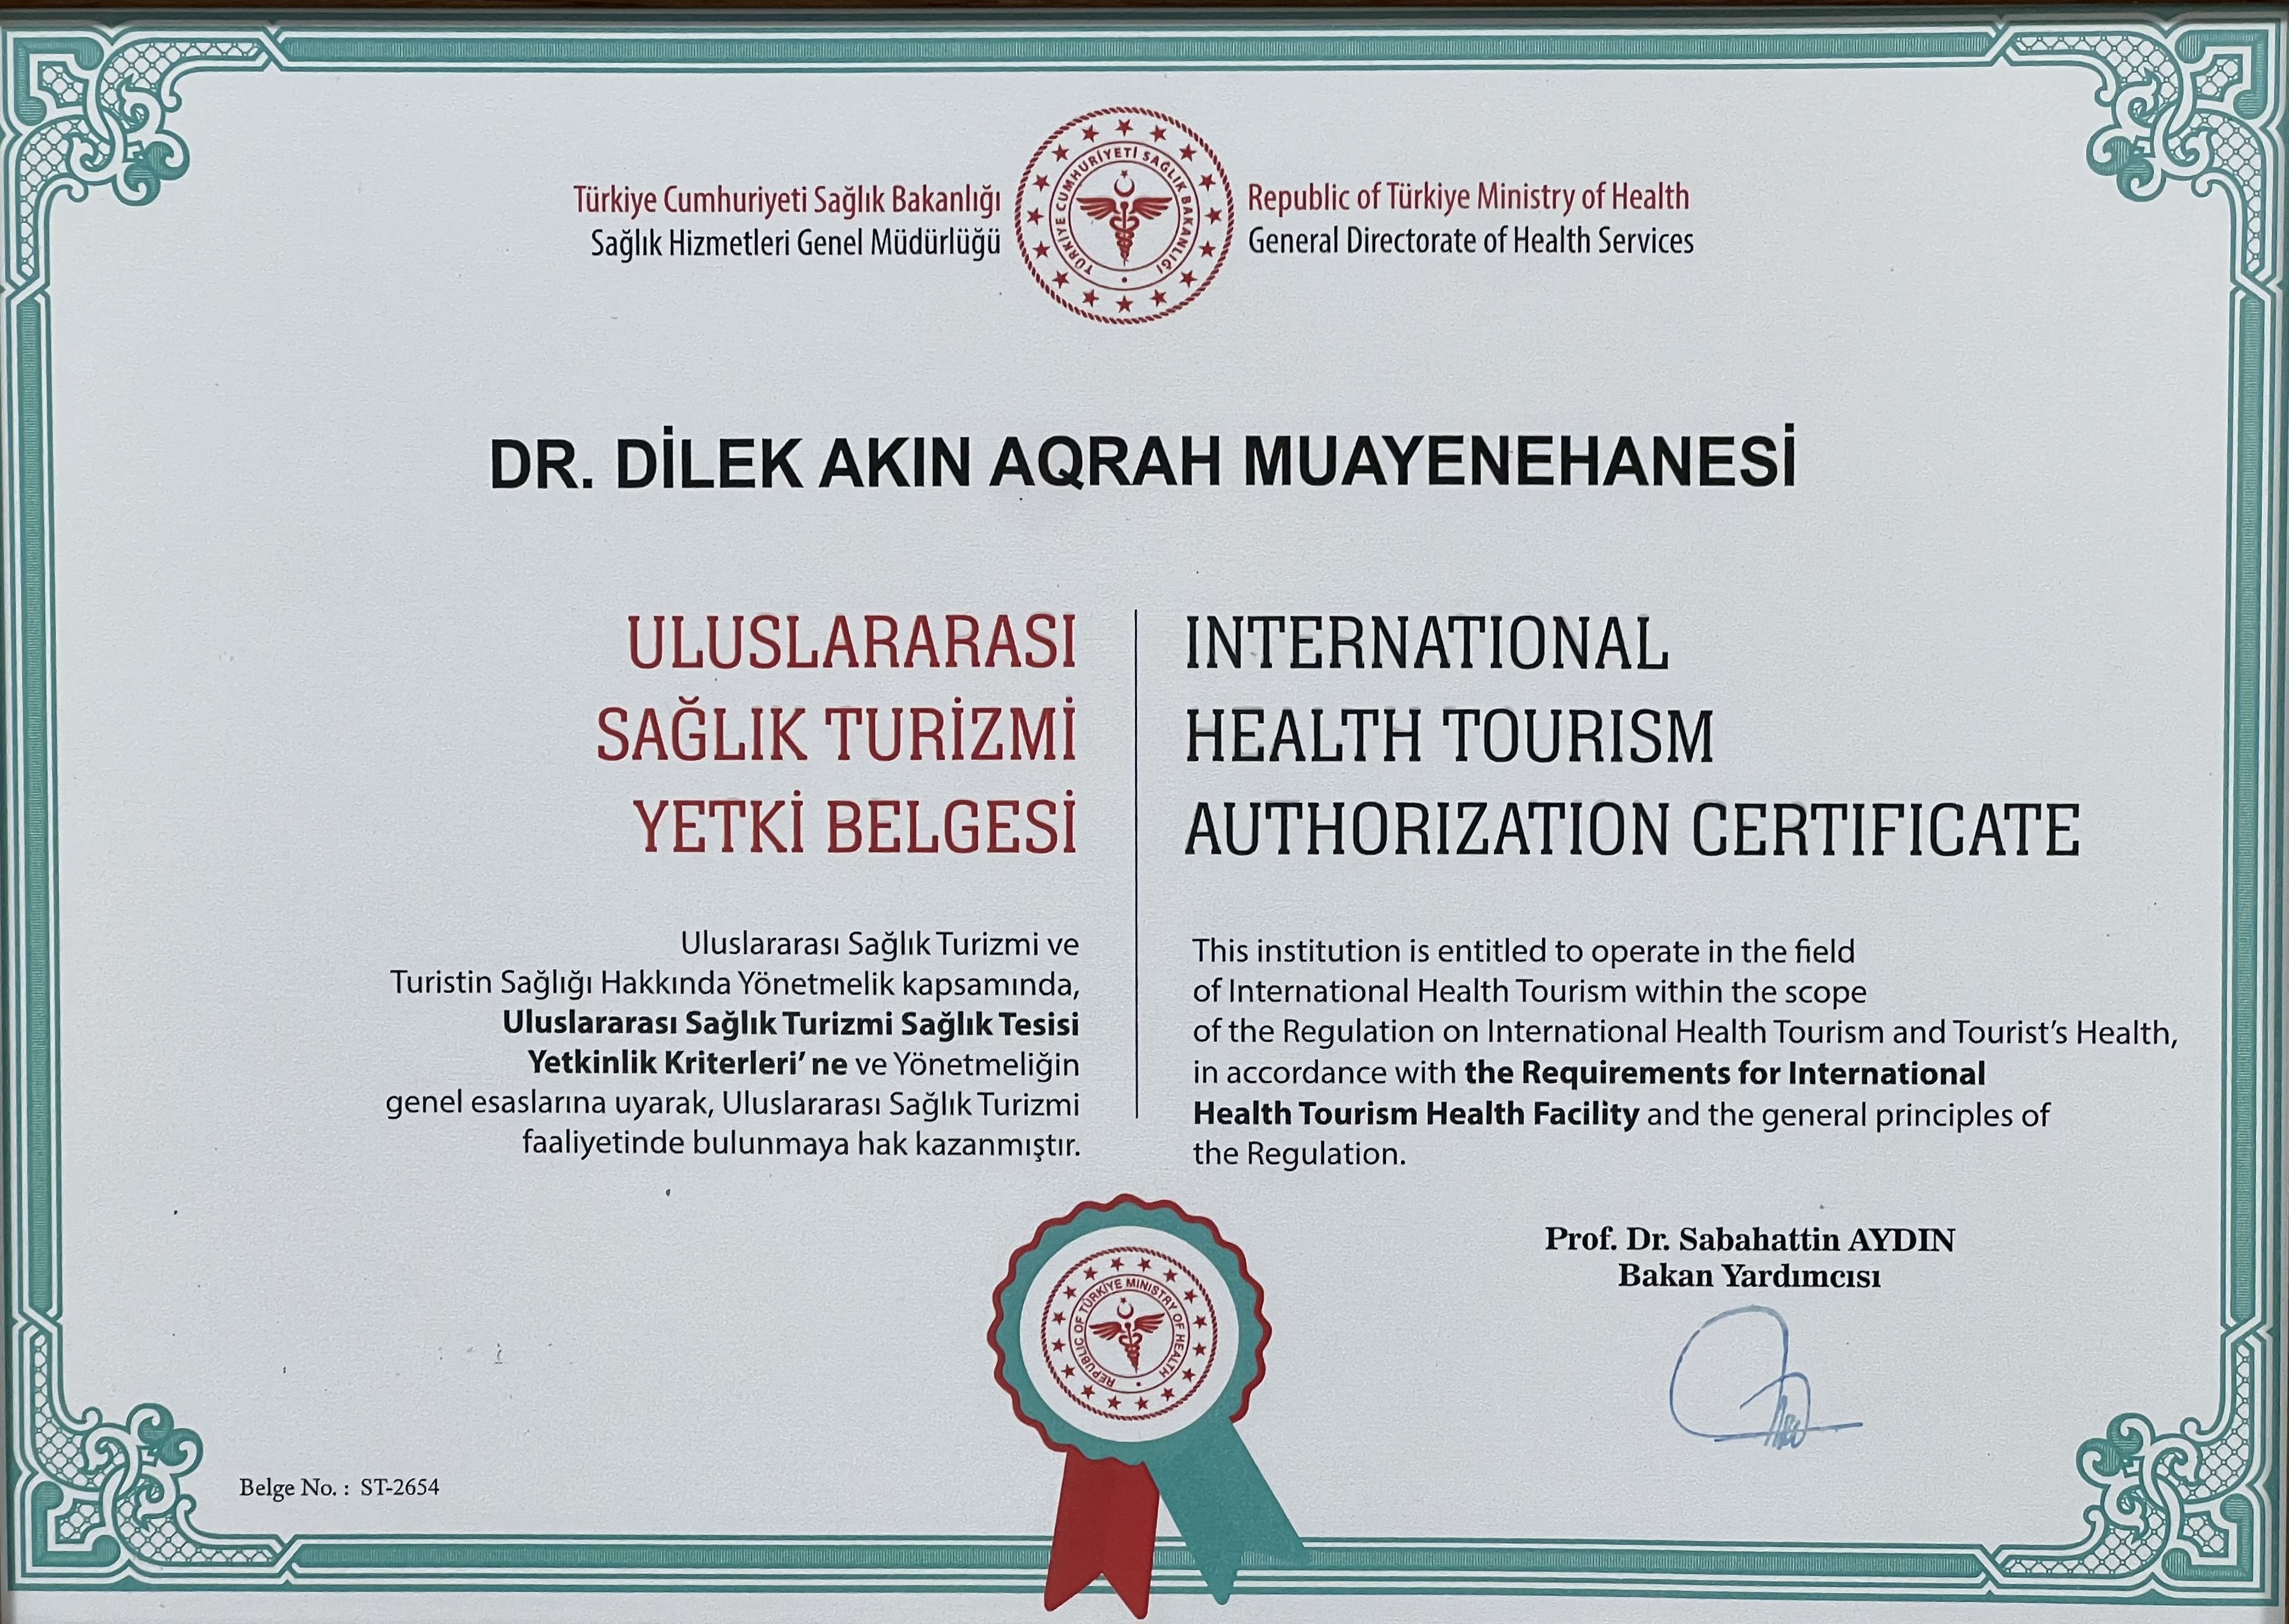 Türkiye Cumhuriyeti Sağlık Bakanlığı
Sağlık Hizmetleri Genel Müdürlüğü
TÜRKİYE CUMHURİYETİ SAĞLIK BAKANLIĞI
Republic of Türkiye Ministry of Health
General Directorate of Health Services
DR. DİLEK AKIN AQRAH MUAYENEHANESİ
ULUSLARARASI
SAĞLIK TURİZMİ
YETKİ BELGESİ
Uluslararası Sağlık Turizmi ve
Turistin Sağlığı Hakkında Yönetmelik kapsamında,
Uluslararası Sağlık Turizmi Sağlık Tesisi
Yetkinlik Kriterleri' ne ve Yönetmeliğin
genel esaslarına uyarak, Uluslararası Sağlık Turizmi
faaliyetinde bulunmaya hak kazanmıştır.
INTERNATIONAL
HEALTH TOURISM
AUTHORIZATION CERTIFICATE
This institution is entitled to operate in the field
of International Health Tourism within the scope
of the Regulation on International Health Tourism and Tourist's Health,
in accordance with the Requirements for International
Health Tourism Health Facility and the general principles of
the Regulation.
REPUBLIC OF TÜRKİYE MINISTRY OF HEALTH
Prof. Dr. Sabahattin AYDIN
Bakan Yardımcısı
Belge No. : ST-2654